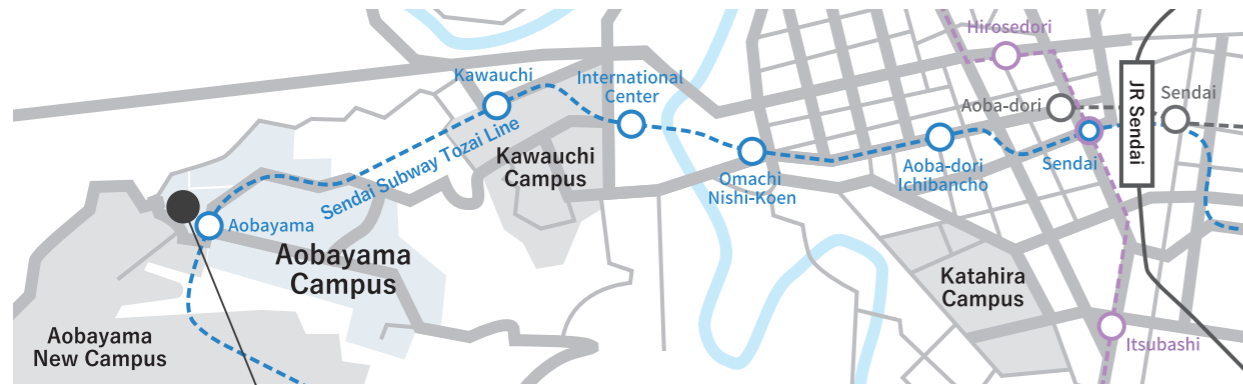 Hirosedori
Kawauchi
International
Center
Aoba-dori
JR Sendai
Sendai
Sendai Subway Tozai Line
Kawauchi
Campus
Omachi
Nishi-Koen
Aoba-dori
Ichibancho
Sendai
Aobayama
Aobayama
Campus
Katahira
Campus
Aobayama
New Campus
Itsubashi